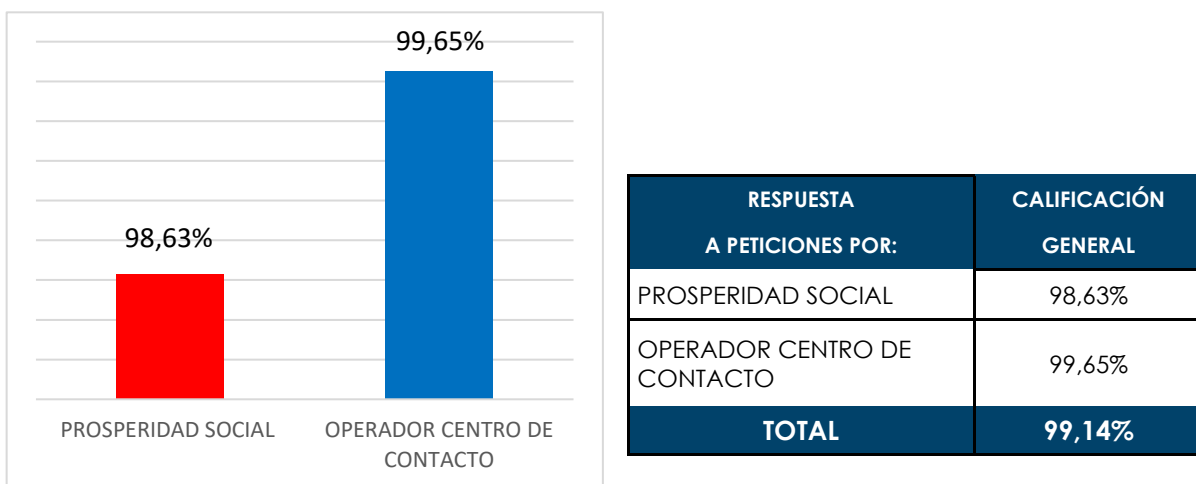 99,65%
98,63%
PROSPERIDAD SOCIAL
OPERADOR CENTRO DE
CONTACTO
RESPUESTA
A PETICIONES POR:
CALIFICACIÓN
GENERAL
PROSPERIDAD SOCIAL
98,63%
OPERADOR CENTRO DE
CONTACTO
99,65%
TOTAL
99,14%